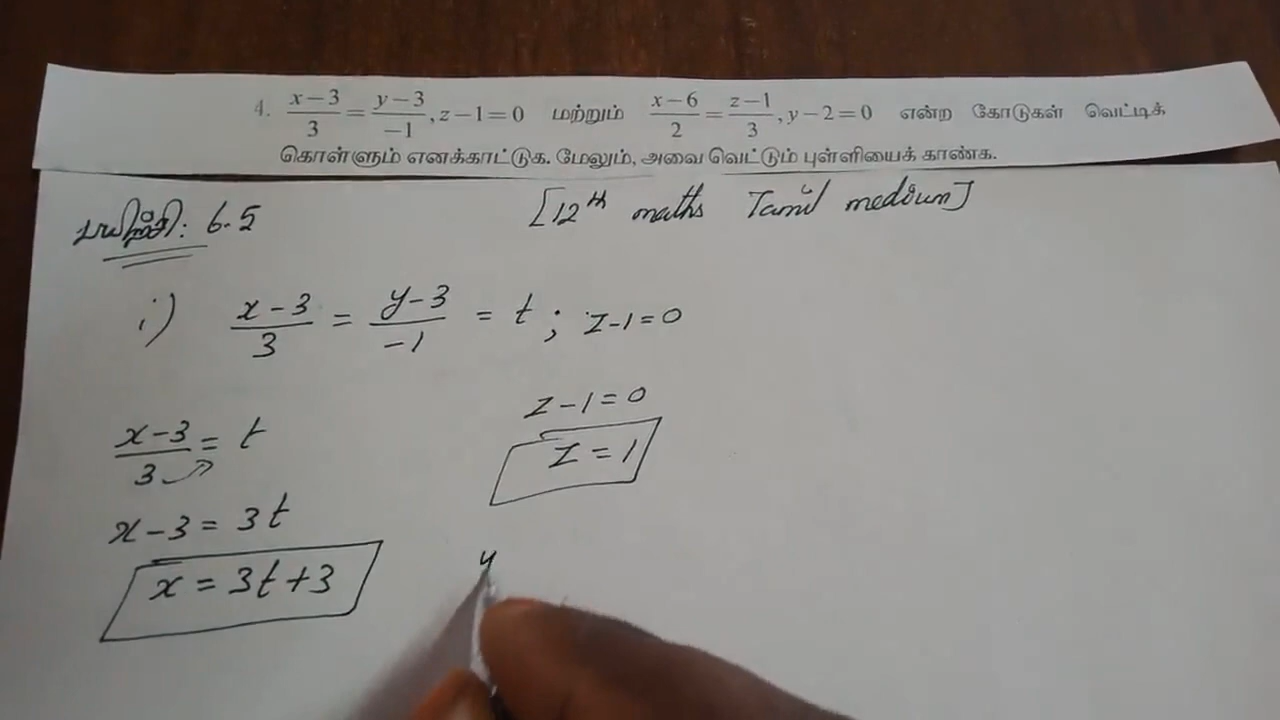 4. x-3/3 = y-3/-1, z-1=0 மற்றும் x-6/2 = z-1/3, y-2=0 என்ற கோடுகள் வெட்டிக்
கொள்ளும் எனக்காட்டுக. மேலும், அவை வெட்டும் புள்ளியைக் காண்க.
[12th maths Tamil medium]
பயிற்சி: 6.5
i) x-3/3 = y-3/-1 = t ; z-1=0
z-1=0
x-3/3 = t
z=1
x-3 = 3t
x = 3t+3
y